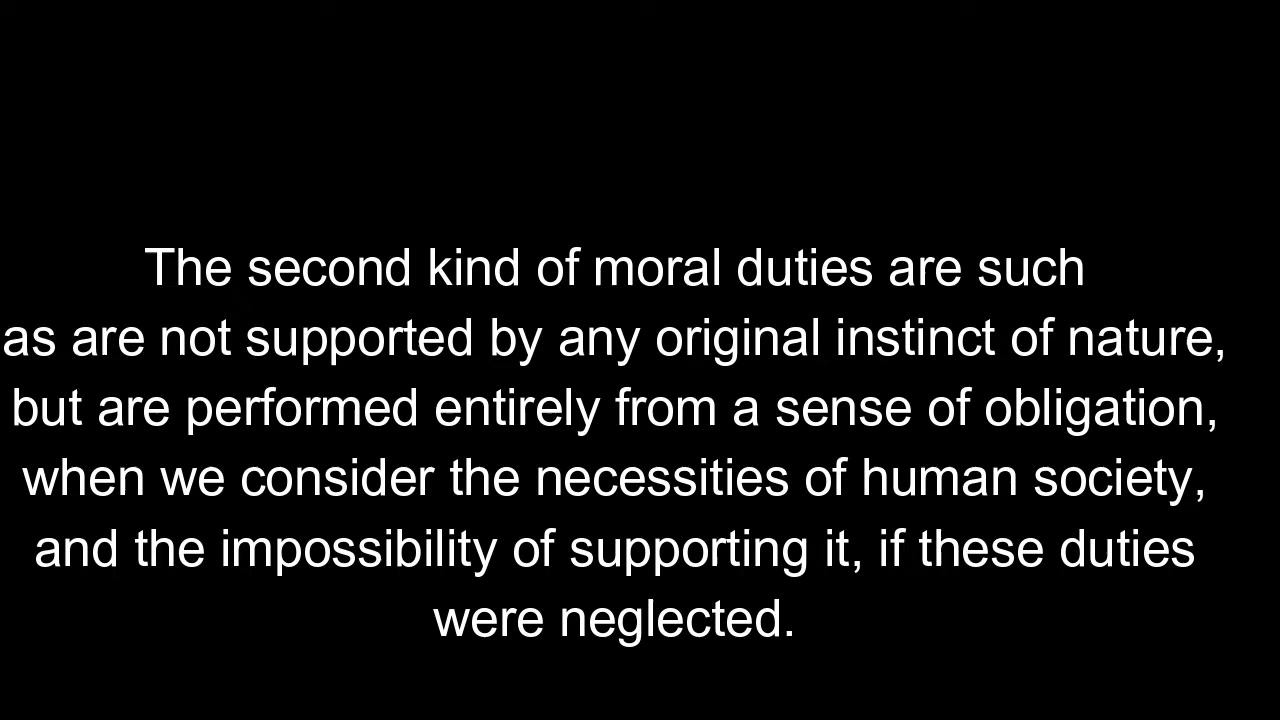 The second kind of moral duties are such
as are not supported by any original instinct of nature,
but are performed entirely from a sense of obligation,
when we consider the necessities of human society,
and the impossibility of supporting it, if these duties
were neglected.